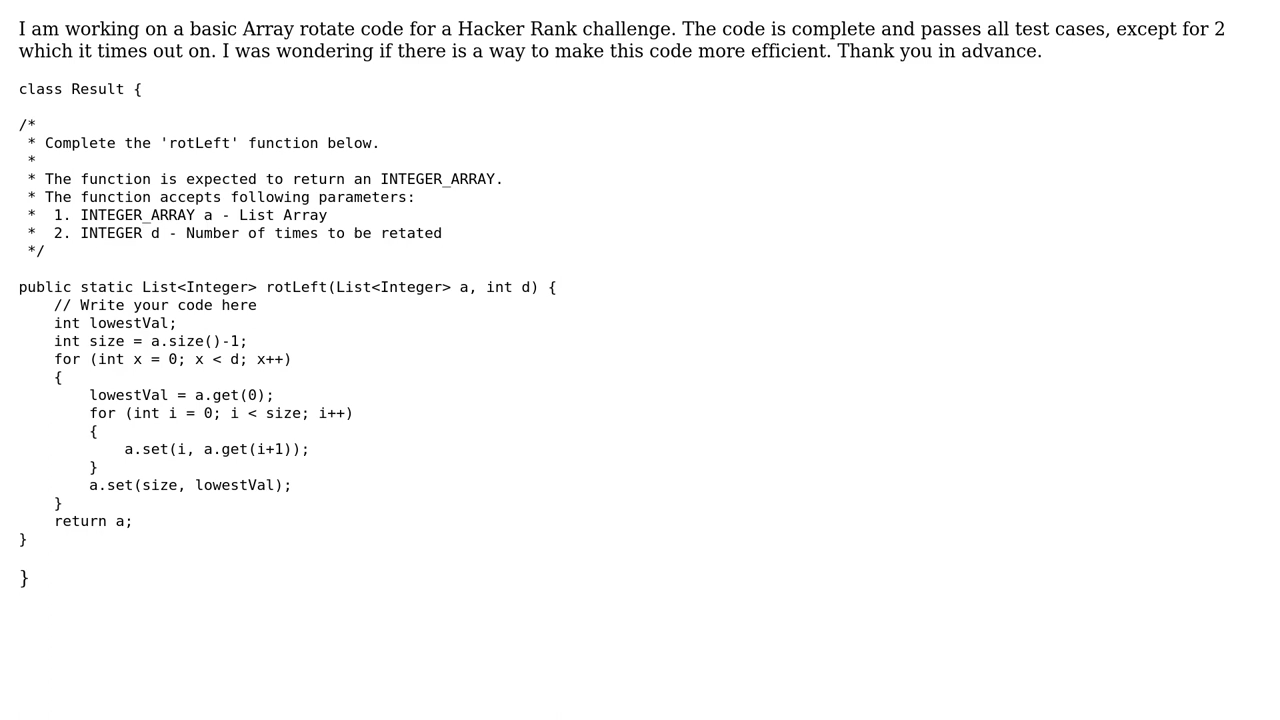 I am working on a basic Array rotate code for a Hacker Rank challenge. The code is complete and passes all test cases, except for 2
which it times out on. I was wondering if there is a way to make this code more efficient. Thank you in advance.
class Result {
/*
 * Complete the 'rotLeft' function below.
 *
 * The function is expected to return an INTEGER_ARRAY.
 * The function accepts following parameters:
 *  1. INTEGER_ARRAY a - List Array
 *  2. INTEGER d - Number of times to be retated
 */
public static List<Integer> rotLeft(List<Integer> a, int d) {
    // Write your code here
    int lowestVal;
    int size = a.size()-1;
    for (int x = 0; x < d; x++)
    {
        lowestVal = a.get(0);
        for (int i = 0; i < size; i++)
        {
            a.set(i, a.get(i+1));
        }
        a.set(size, lowestVal);
    }
    return a;
}
}